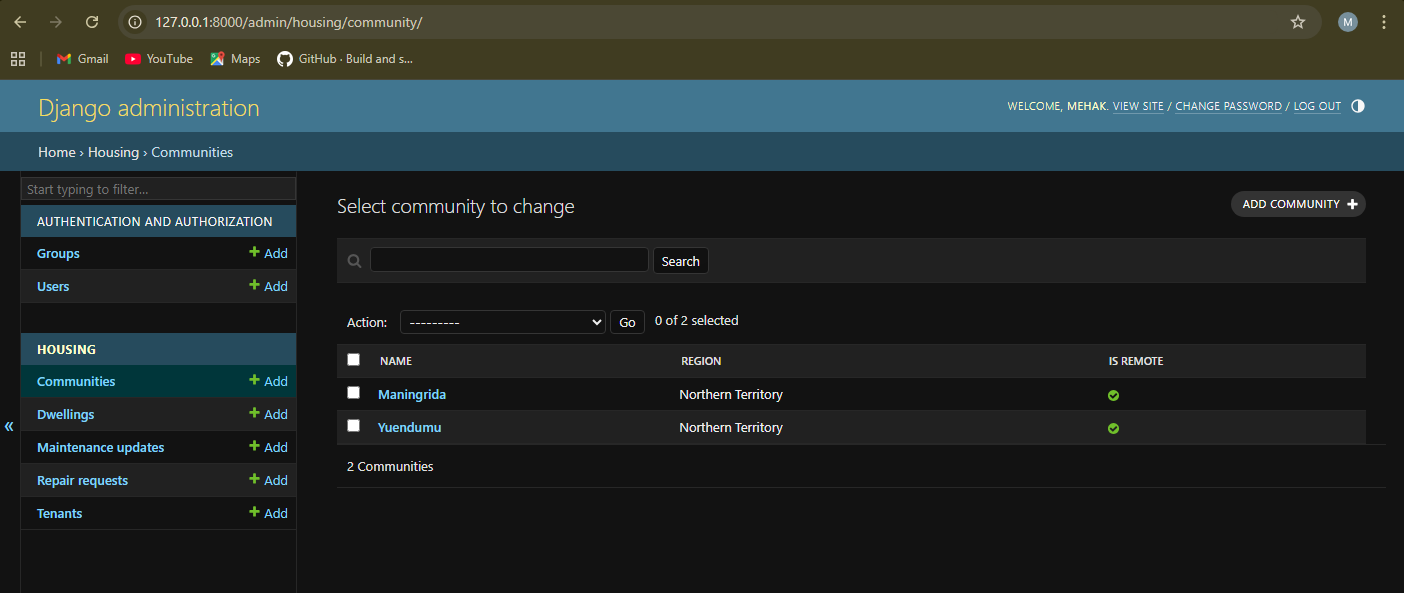 127.0.0.1:8000/admin/housing/community/
M
Gmail YouTube Maps GitHub · Build and s...
Django administration
WELCOME, MEHAK. VIEW SITE / CHANGE PASSWORD / LOG OUT
Home › Housing › Communities
Start typing to filter...
AUTHENTICATION AND AUTHORIZATION
Groups + Add
Users + Add
HOUSING
Communities + Add
Dwellings + Add
Maintenance updates + Add
Repair requests + Add
Tenants + Add
«
Select community to change
ADD COMMUNITY +
Search
Action: --------- Go 0 of 2 selected
NAME REGION IS REMOTE
Maningrida Northern Territory
Yuendumu Northern Territory
2 Communities